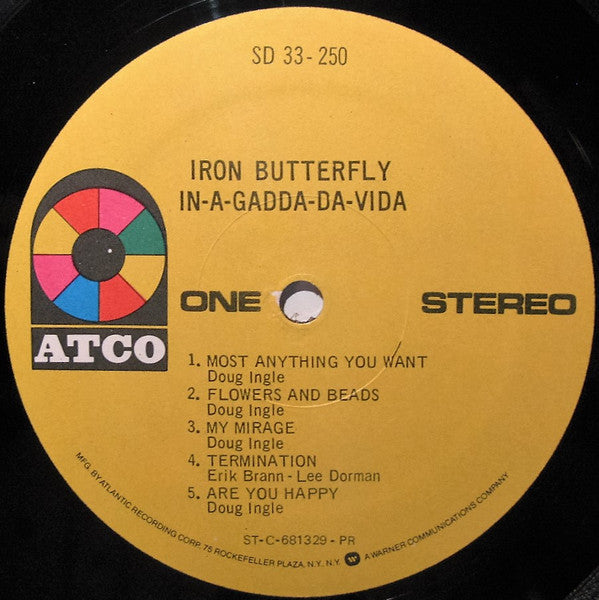 SD 33-250
IRON BUTTERFLY
IN-A-GADDA-DA-VIDA
ONE
STEREO
ATCO
1. MOST ANYTHING YOU WANT
Doug Ingle
2. FLOWERS AND BEADS
Doug Ingle
3. MY MIRAGE
Doug Ingle
4. TERMINATION
Erik Brann - Lee Dorman
5. ARE YOU HAPPY
Doug Ingle
ST-C-681329-PR
MFG. BY ATLANTIC RECORDING CORP. 75 ROCKEFELLER PLAZA, N.Y. N.Y. W A WARNER COMMUNICATIONS COMPANY